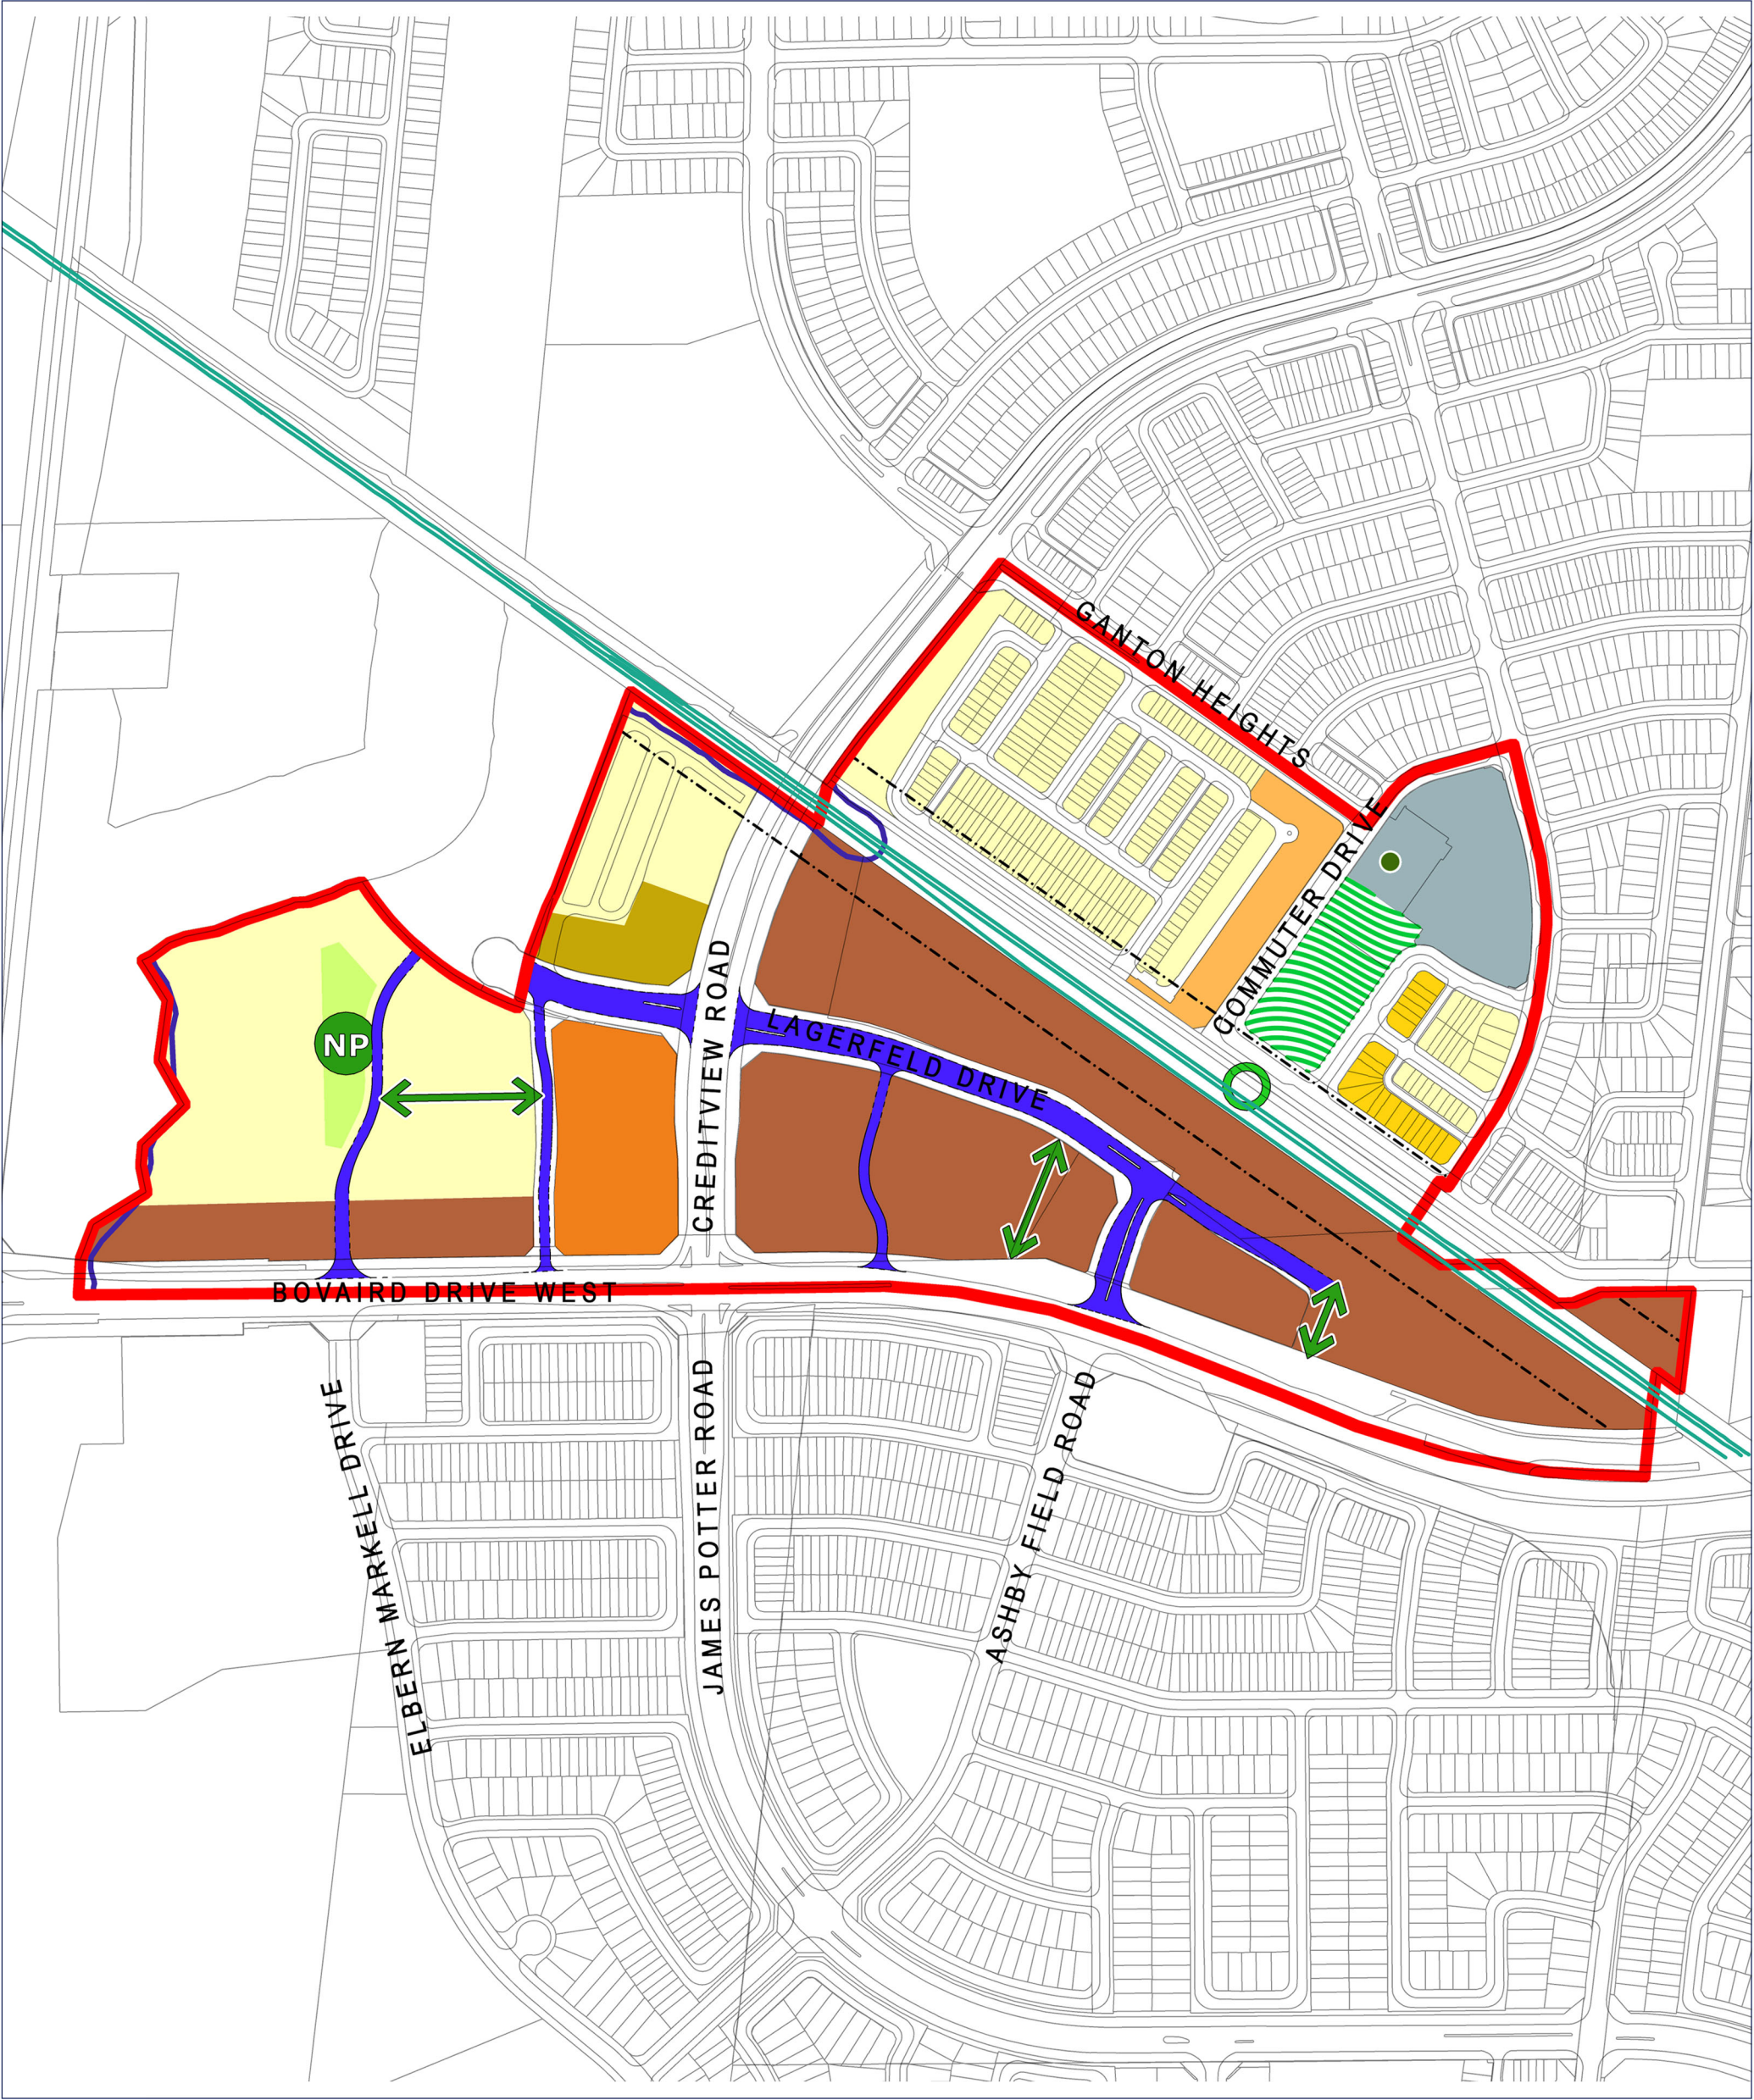 GANTON HEIGHTS
COMMUTER DRIVE
CREDITVIEW ROAD
LAGERFELD DRIVE
NP
BOVAIRD DRIVE WEST
ELBERN MARKELL DRIVE
JAMES POTTER ROAD
ASHBY FIELD ROAD